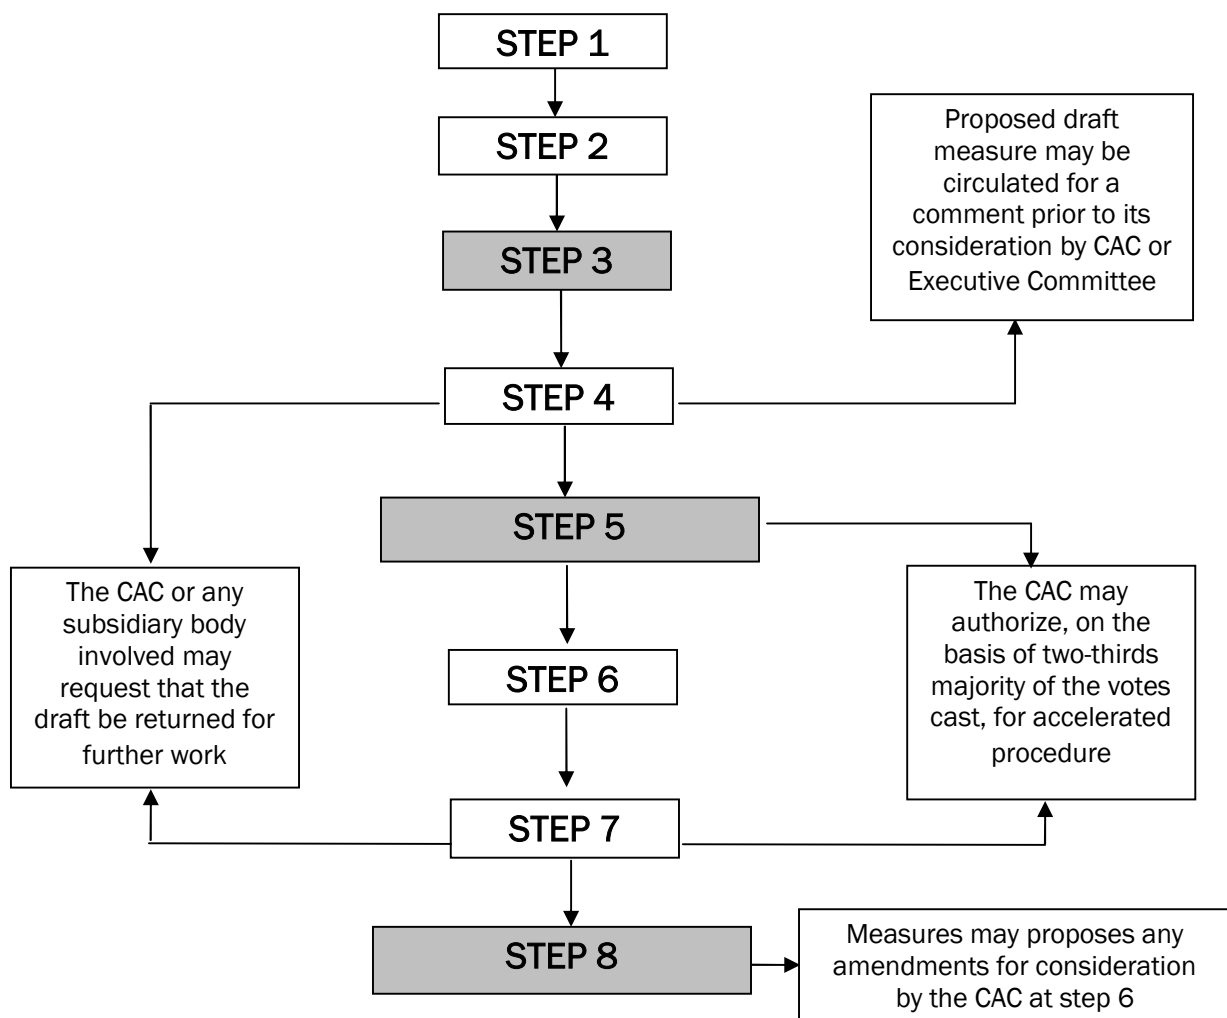 STEP 1
STEP 2
Proposed draft
measure may be
circulated for a
comment prior to its
consideration by CAC or
Executive Committee
STEP 3
STEP 4
STEP 5
The CAC or any
subsidiary body
involved may
request that the
draft be returned for
further work
The CAC may
authorize, on the
basis of two-thirds
majority of the votes
cast, for accelerated
procedure
STEP 6
STEP 7
STEP 8
Measures may proposes any
amendments for consideration
by the CAC at step 6